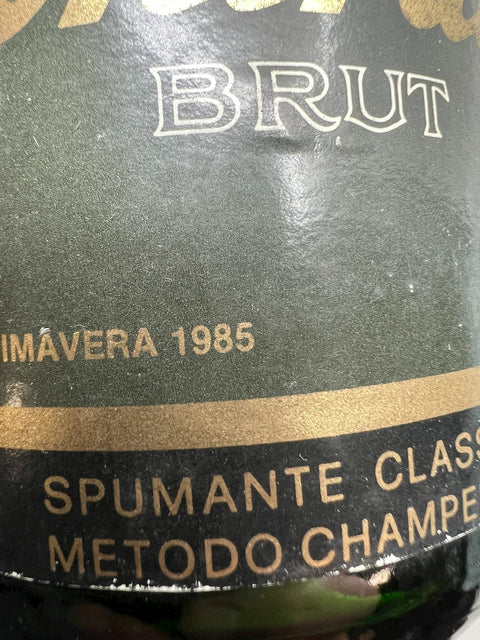 BRUT
IMAVERA 1985
SPUMANTE CLASS
METODO CHAMPE